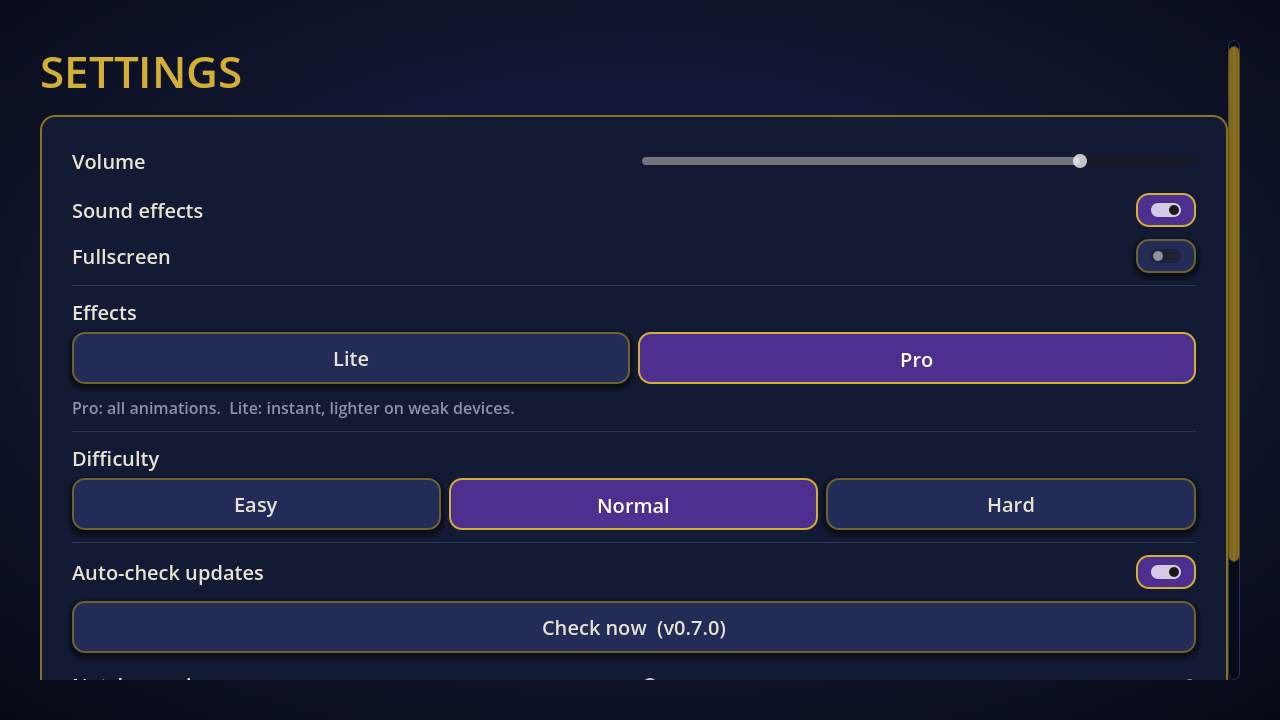 SETTINGS
Volume
Sound effects
Fullscreen
Effects
Lite
Pro
Pro: all animations.  Lite: instant, lighter on weak devices.
Difficulty
Easy
Normal
Hard
Auto-check updates
Check now  (v0.7.0)